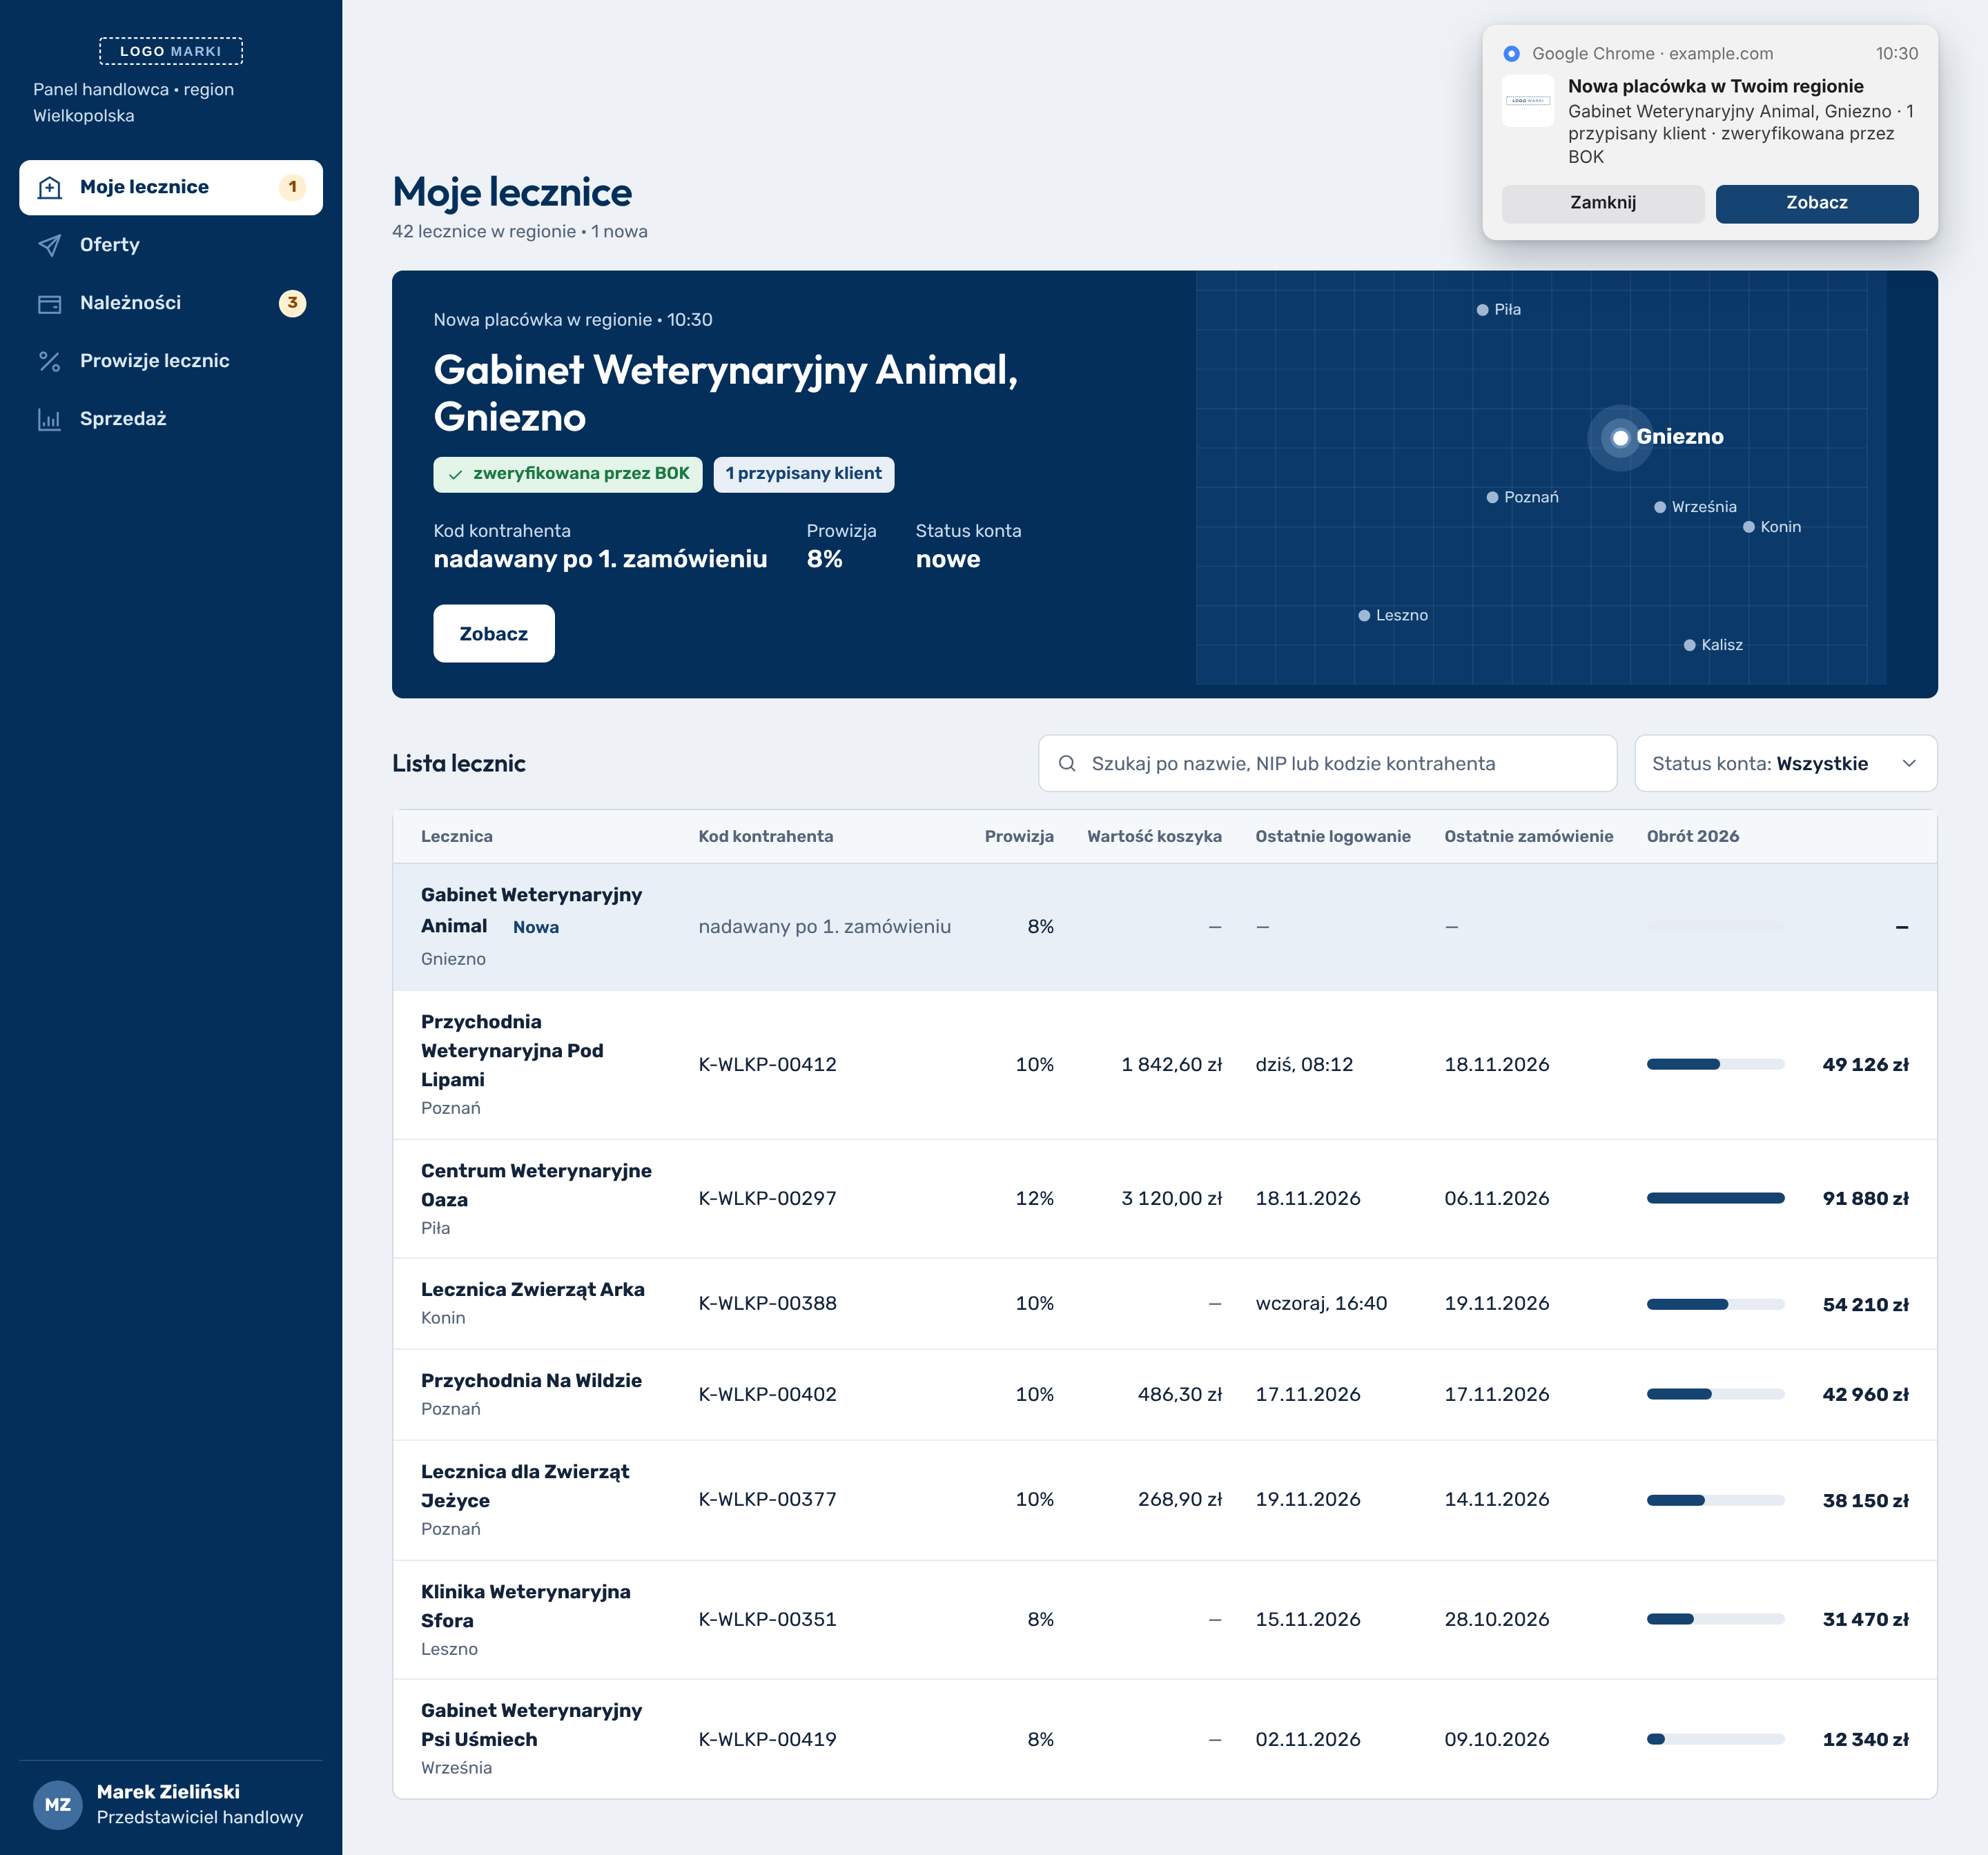 LOGO MARKI
Panel handlowca • region
Wielkopolska
Moje lecznice 1
Oferty
Należności 3
Prowizje lecznic
Sprzedaż
MZ
Marek Zieliński
Przedstawiciel handlowy
Google Chrome · example.com 10:30
LOGO MARKI
Nowa placówka w Twoim regionie
Gabinet Weterynaryjny Animal, Gniezno · 1
przypisany klient · zweryfikowana przez
BOK
Zamknij Zobacz
Moje lecznice
42 lecznice w regionie • 1 nowa
Nowa placówka w regionie • 10:30
Gabinet Weterynaryjny Animal,
Gniezno
zweryfikowana przez BOK 1 przypisany klient
Kod kontrahenta Prowizja Status konta
nadawany po 1. zamówieniu 8% nowe
Zobacz
Piła
Gniezno
Poznań
Września
Konin
Leszno
Kalisz
Lista lecznic
Szukaj po nazwie, NIP lub kodzie kontrahenta
Status konta: Wszystkie
Lecznica Kod kontrahenta Prowizja Wartość koszyka Ostatnie logowanie Ostatnie zamówienie Obrót 2026
Gabinet Weterynaryjny
Animal Nowa
Gniezno
nadawany po 1. zamówieniu 8% – – – –
Przychodnia
Weterynaryjna Pod
Lipami
Poznań
K-WLKP-00412 10% 1 842,60 zł dziś, 08:12 18.11.2026 49 126 zł
Centrum Weterynaryjne
Oaza
Piła
K-WLKP-00297 12% 3 120,00 zł 18.11.2026 06.11.2026 91 880 zł
Lecznica Zwierząt Arka
Konin
K-WLKP-00388 10% – wczoraj, 16:40 19.11.2026 54 210 zł
Przychodnia Na Wildzie
Poznań
K-WLKP-00402 10% 486,30 zł 17.11.2026 17.11.2026 42 960 zł
Lecznica dla Zwierząt
Jeżyce
Poznań
K-WLKP-00377 10% 268,90 zł 19.11.2026 14.11.2026 38 150 zł
Klinika Weterynaryjna
Sfora
Leszno
K-WLKP-00351 8% – 15.11.2026 28.10.2026 31 470 zł
Gabinet Weterynaryjny
Psi Uśmiech
Września
K-WLKP-00419 8% – 02.11.2026 09.10.2026 12 340 zł